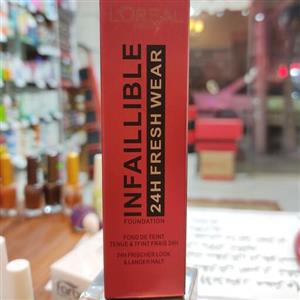 L'ORÉAL
INFAILLIBLE
24H FRESH WEAR
FOUNDATION
FOND DE TEINT
TENUE & TEINT FRAIS 24H
24H FRISCHER LOOK
& LANGER HALT